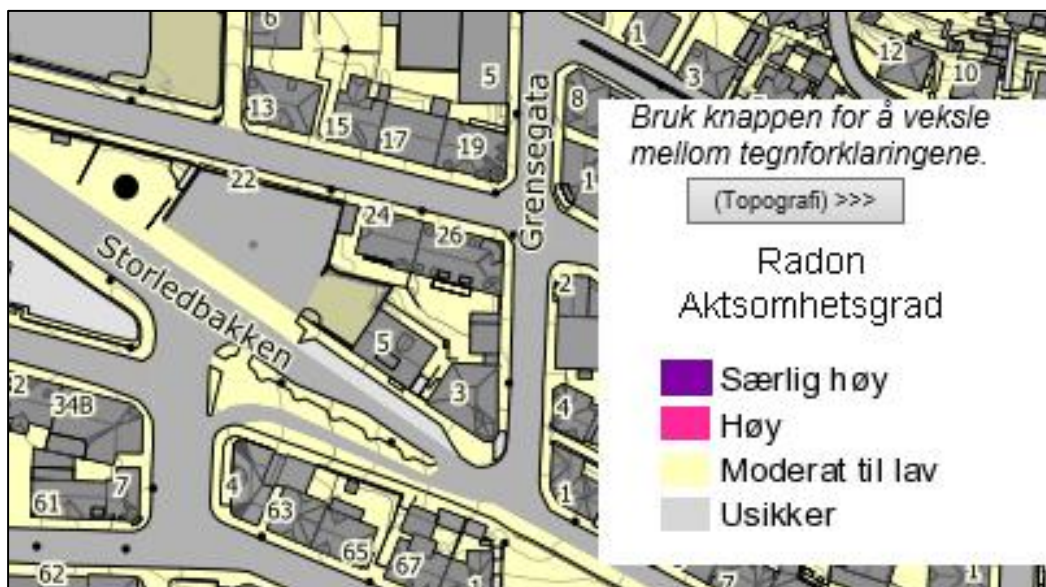 6
13
15
17
19
5
Grensegata
8
1
3
12
10
22
24
26
Storledbakken
5
3
2
4
1
34B
61
7
4
63
65
67
62
7
1
Bruk knappen for å veksle
mellom tegnforklaringene.
(Topografi) >>>
Radon
Aktsomhetsgrad
Særlig høy
Høy
Moderat til lav
Usikker